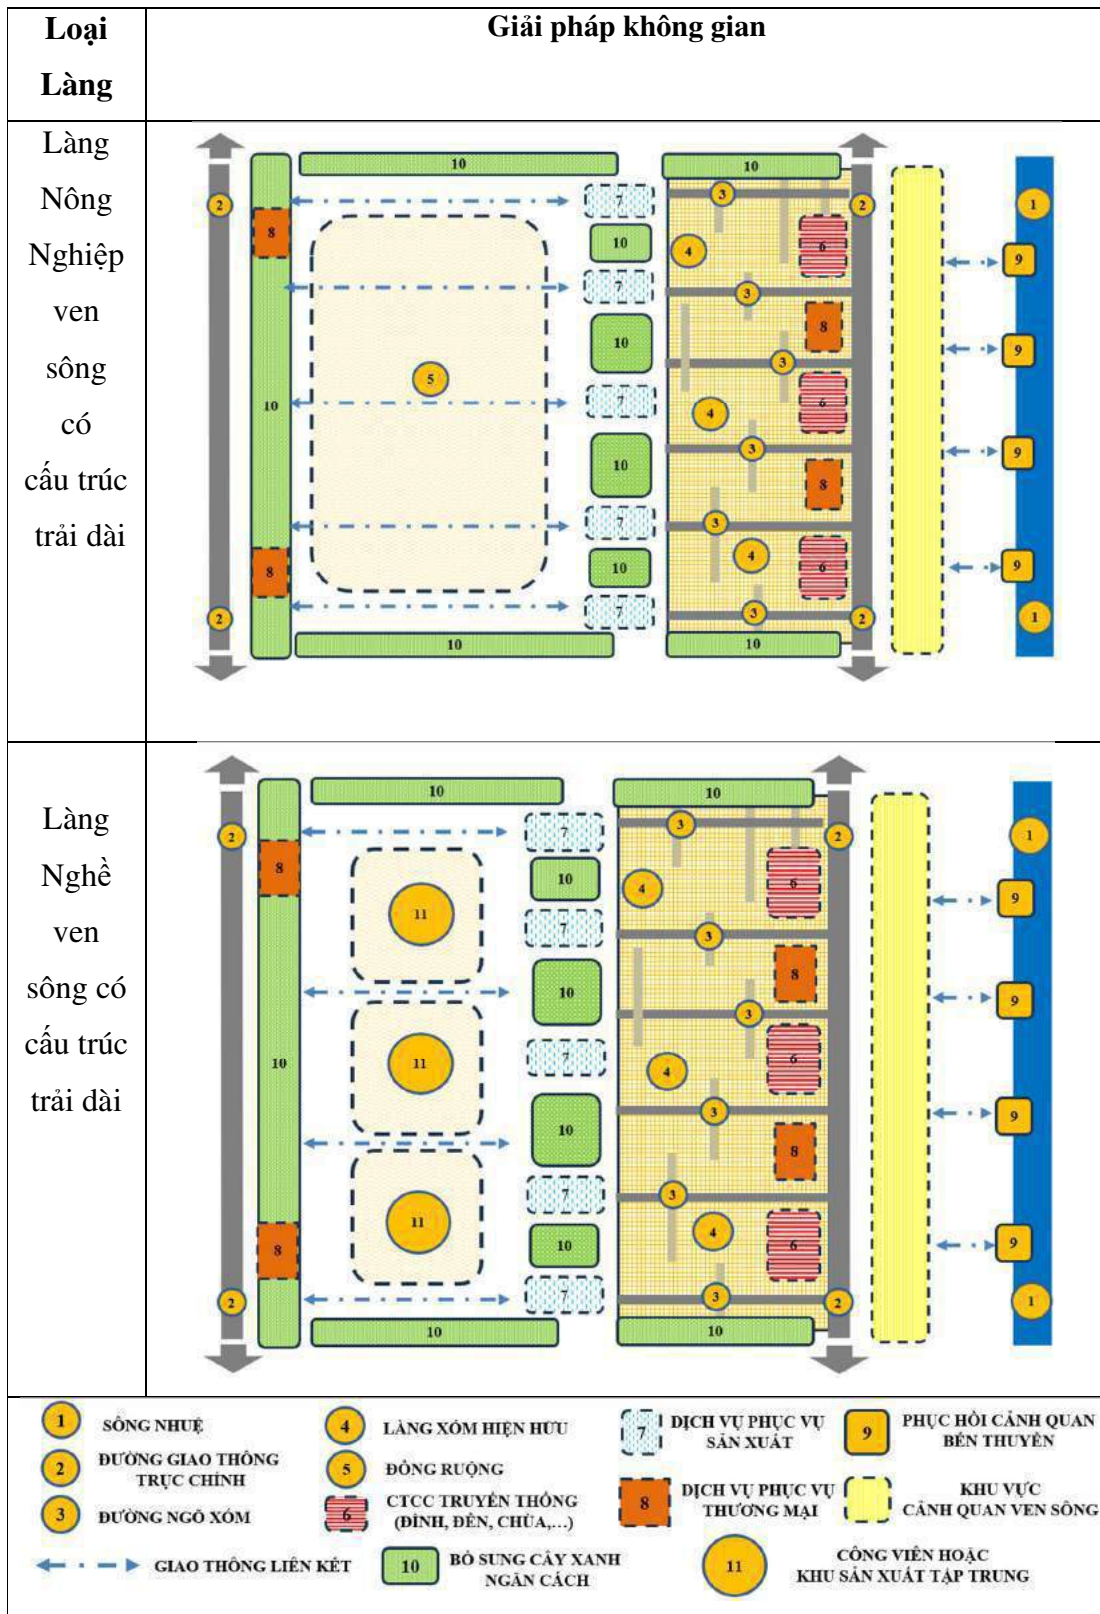 Loại
Làng
Giải pháp không gian
Làng
Nông
Nghiệp
ven
sông
có
cấu trúc
trải dài
10
10
2
8
7
3
2
1
6
10
4
9
7
3
10
8
9
3
5
7
4
6
10
10
3
9
8
7
3
10
4
6
9
8
2
7
3
2
1
10
10
Làng
Nghề
ven
sông có
cấu trúc
trải dài
10
10
2
7
3
2
1
8
10
4
6
9
11
7
3
10
8
9
3
10
7
6
11
4
10
3
9
8
7
3
11
10
4
6
9
8
2
7
3
2
1
10
10
1 SÔNG NHUỆ
2 ĐƯỜNG GIAO THÔNG
TRỤC CHÍNH
3 ĐƯỜNG NGÕ XÓM
4 LÀNG XÓM HIỆN HỮU
5 ĐỒNG RUỘNG
6 CTCC TRUYỀN THỐNG
(ĐÌNH, ĐỀN, CHÙA,...)
7 DỊCH VỤ PHỤC VỤ
SẢN XUẤT
8 DỊCH VỤ PHỤC VỤ
THƯƠNG MẠI
9 PHỤC HỒI CẢNH QUAN
BẾN THUYỀN
KHU VỰC
CẢNH QUAN VEN SÔNG
GIAO THÔNG LIÊN KẾT
10 BỔ SUNG CÂY XANH
NGĂN CÁCH
11 CÔNG VIÊN HOẶC
KHU SẢN XUẤT TẬP TRUNG